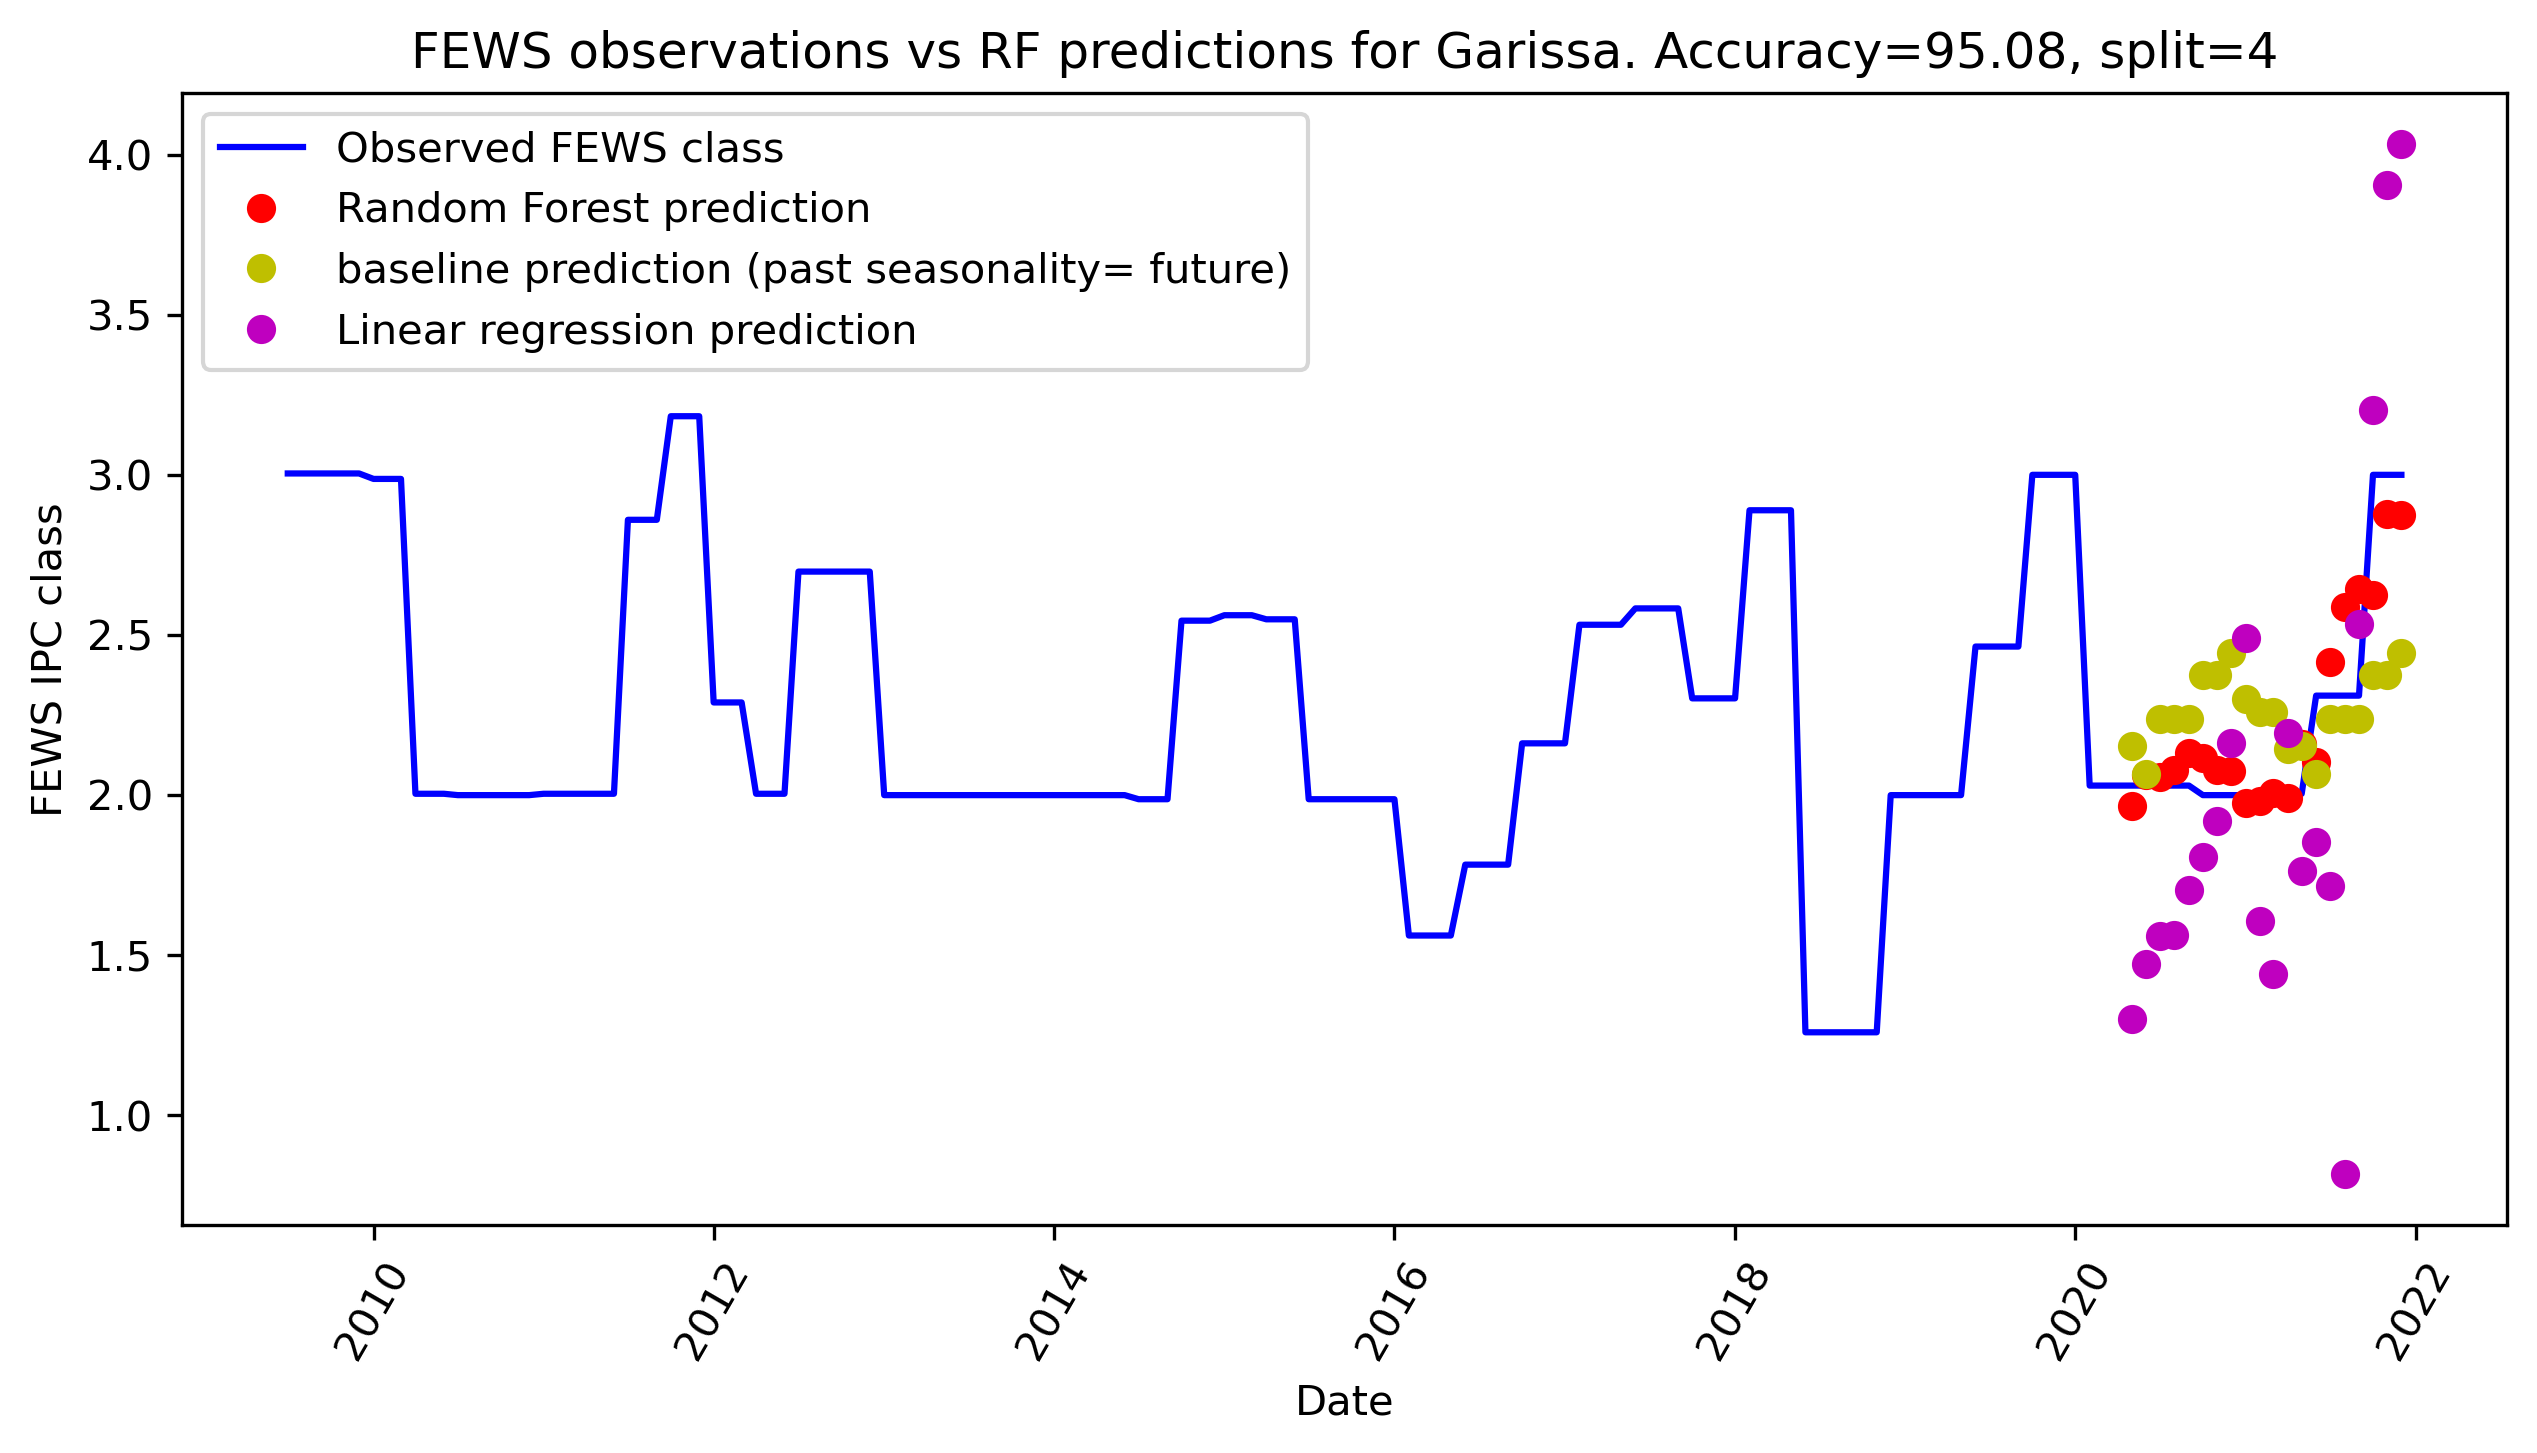 FEWS observations vs RF predictions for Garissa. Accuracy=95.08, split=4
Observed FEWS class
Random Forest prediction
baseline prediction (past seasonality= future)
Linear regression prediction
FEWS IPC class
4.0
3.5
3.0
2.5
2.0
1.5
1.0
2010
2012
2014
2016
2018
2020
2022
Date